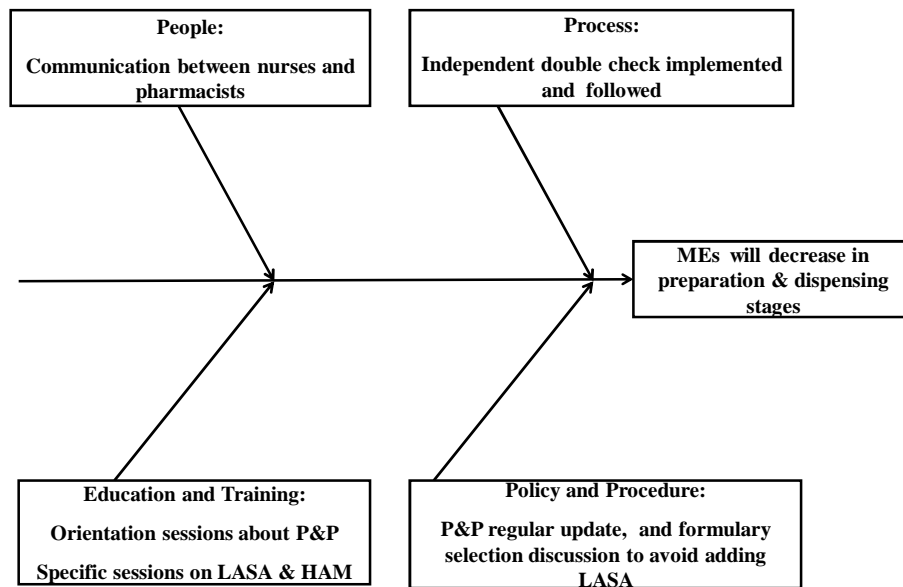 People:
Communication between nurses and
pharmacists
Process:
Independent double check implemented
and followed
MEs will decrease in
preparation & dispensing
stages
Education and Training:
Orientation sessions about P&P
Specific sessions on LASA & HAM
Policy and Procedure:
P&P regular update, and formulary
selection discussion to avoid adding
LASA